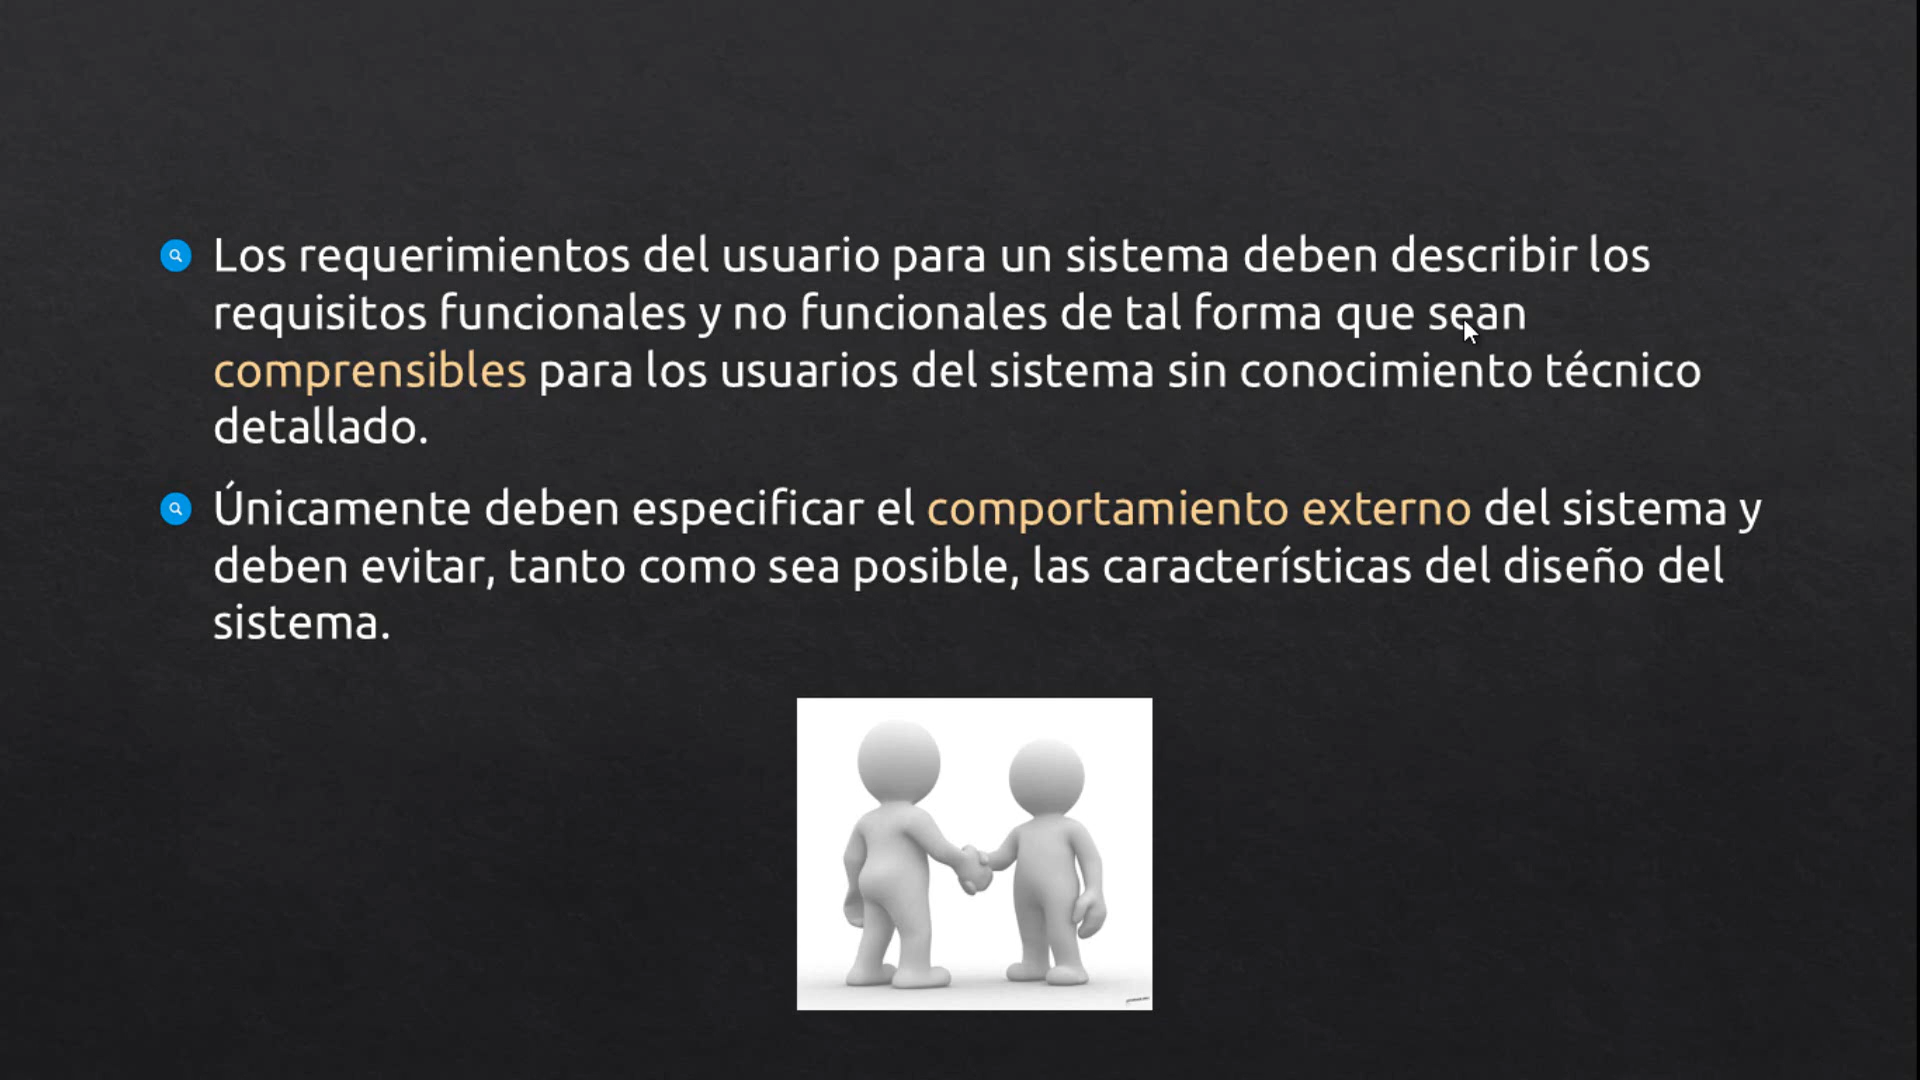 Los requerimientos del usuario para un sistema deben describir los
requisitos funcionales y no funcionales de tal forma que sean
comprensibles para los usuarios del sistema sin conocimiento técnico
detallado.
Únicamente deben especificar el comportamiento externo del sistema y
deben evitar, tanto como sea posible, las características del diseño del
sistema.